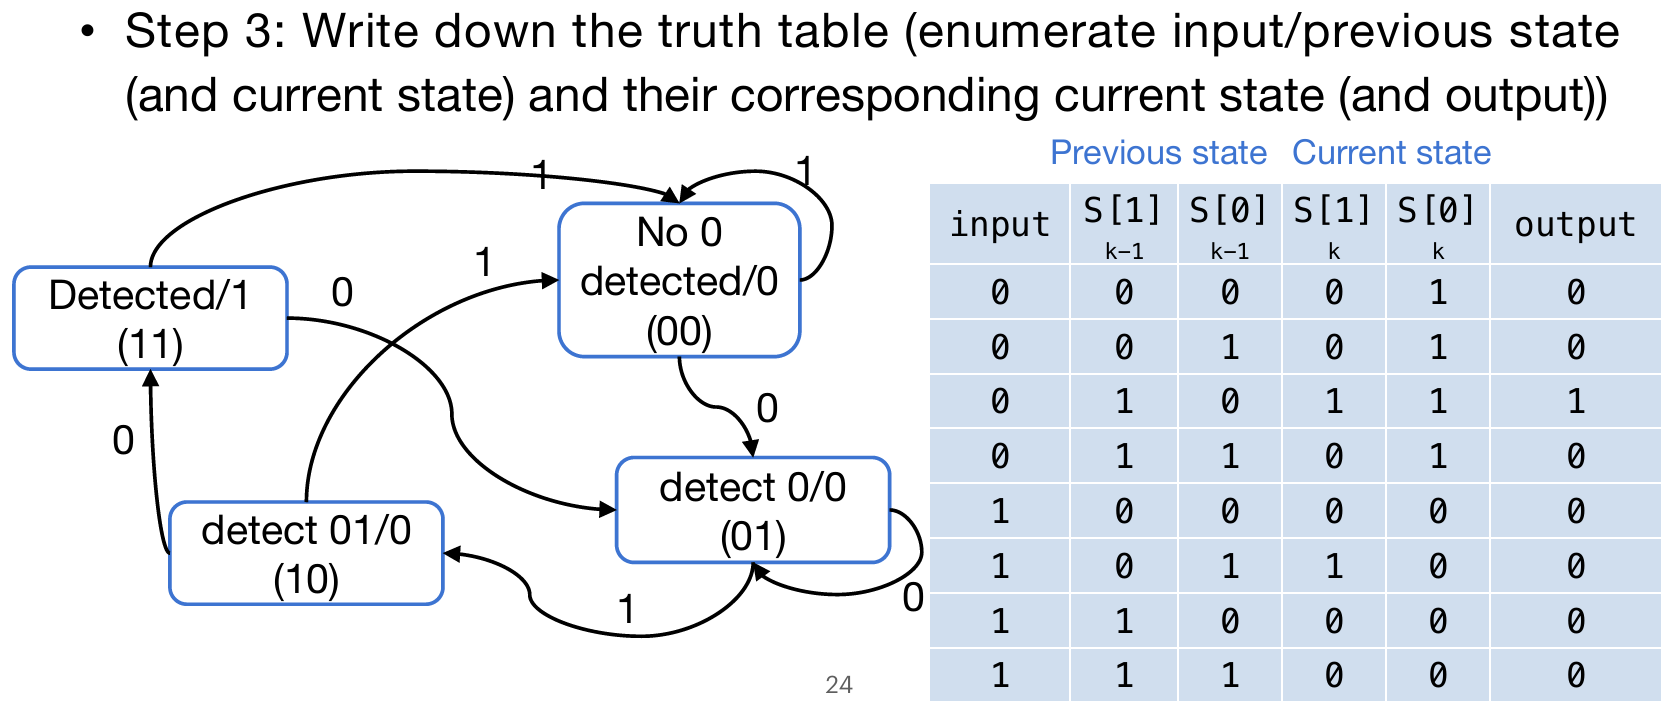 • Step 3: Write down the truth table (enumerate input/previous state
(and current state) and their corresponding current state (and output))
Previous state Current state
input S[1] k-1 S[0] k-1 S[1] k S[0] k output
0 0 0 0 1 0
0 0 1 0 1 0
0 1 0 1 1 1
0 1 1 0 1 0
1 0 0 0 0 0
1 0 1 1 0 0
1 1 0 0 0 0
1 1 1 0 0 0
1
1
No 0
detected/0
(00)
1
0
Detected/1
(11)
0
0
detect 0/0
(01)
detect 01/0
(10)
1
0
24